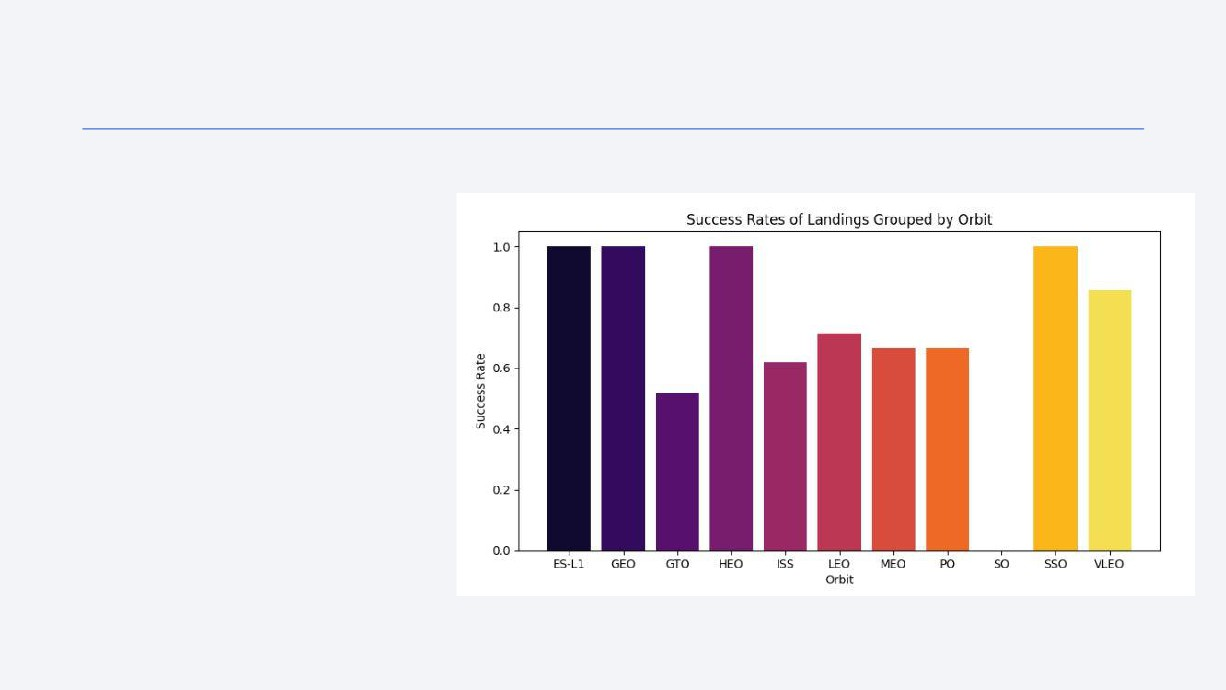 Success Rates of Landings Grouped by Orbit
1.0
0.8
0.6
0.4
0.2
0.0
Success Rate
ES-L1 GEO GTO HEO ISS LEO MEO PO SO SSO VLEO
Orbit